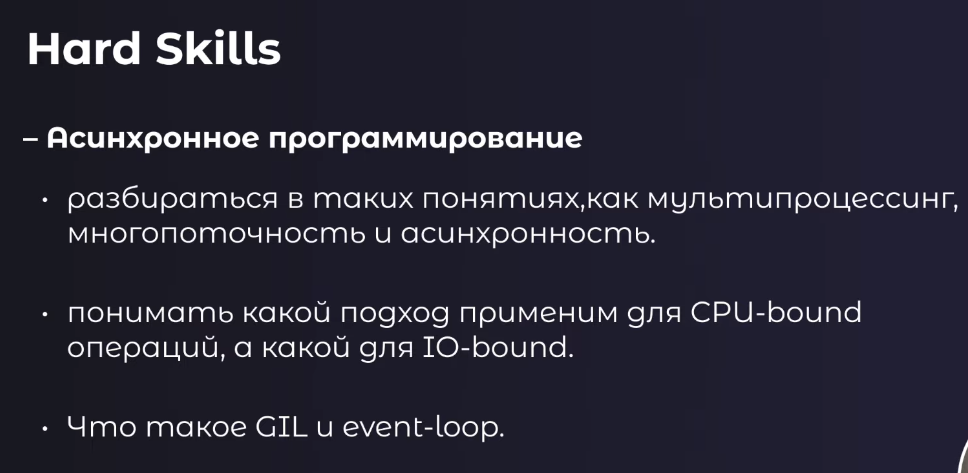 Hard Skills
– Асинхронное программирование
• разбираться в таких понятиях,как мультипроцессинг,
многопоточность и асинхронность.
• понимать какой подход применим для CPU-bound
операций, а какой для IO-bound.
• Что такое GIL и event-loop.